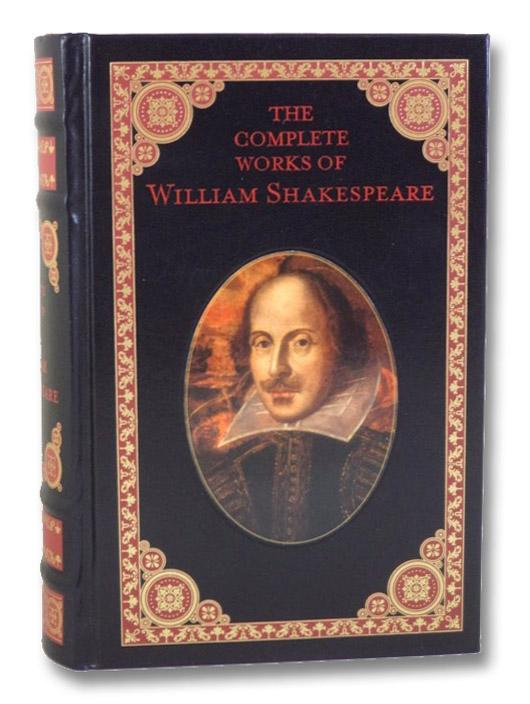 THE
COMPLETE
WORKS OF
WILLIAM SHAKESPEARE